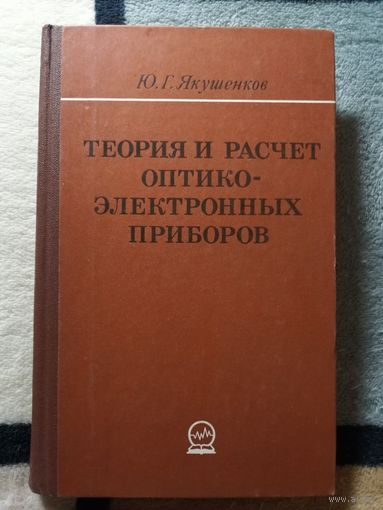 Ю. Г. Якушенков
ТЕОРИЯ И РАСЧЕТ
ОПТИКО-
ЭЛЕКТРОННЫХ
ПРИБОРОВ